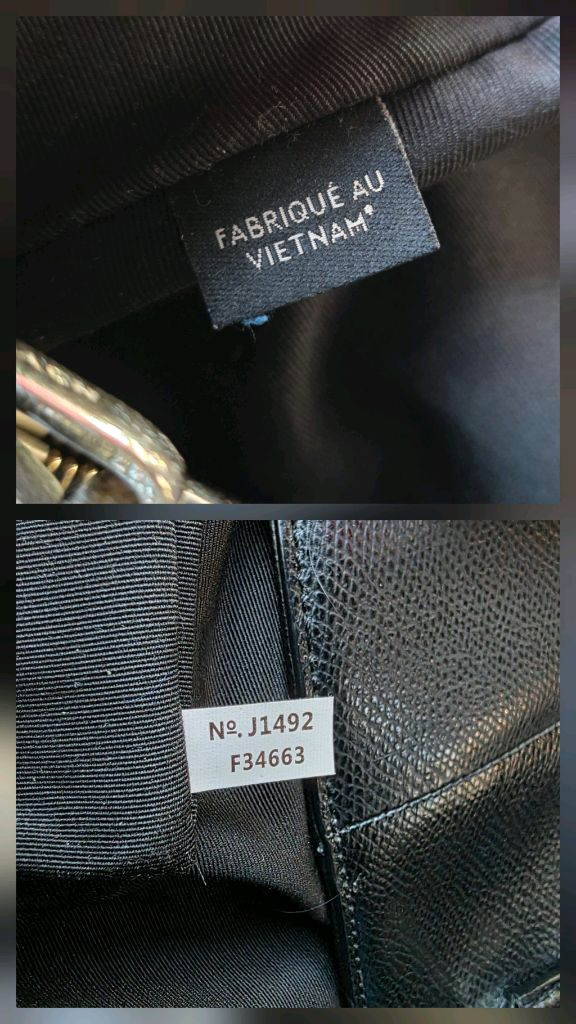 FABRIQUÉ AU
VIETNAM*
Nº. J1492
F34663